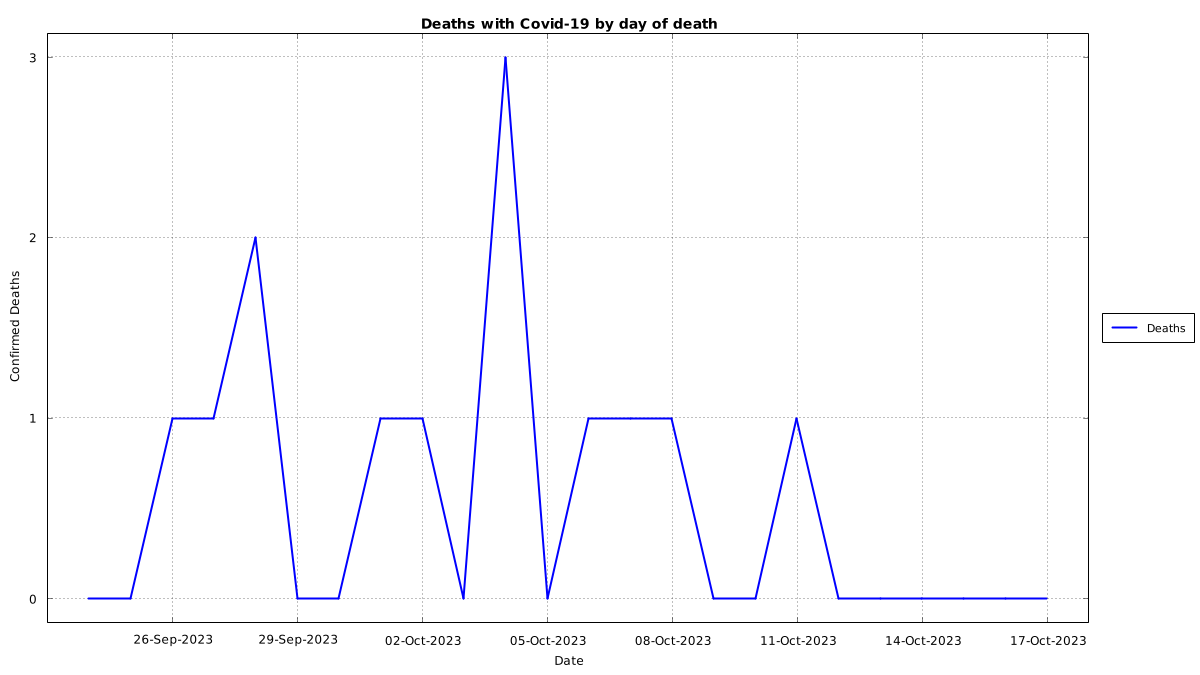 Deaths with Covid-19 by day of death
3
2
1
0
Confirmed Deaths
26-Sep-2023 29-Sep-2023 02-Oct-2023 05-Oct-2023 08-Oct-2023 11-Oct-2023 14-Oct-2023 17-Oct-2023
Date
Deaths